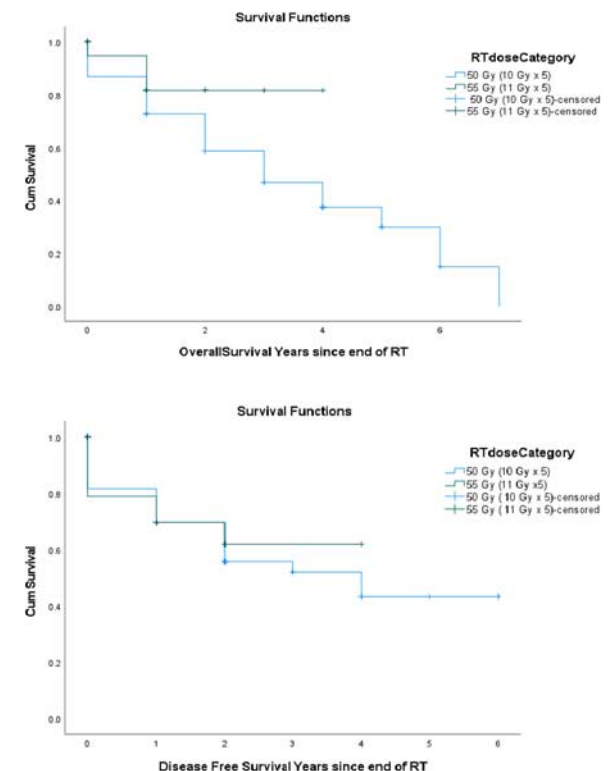 Survival Functions
RTdoseCategory
50 Gy (10 Gy x 5)
55 Gy (11 Gy x 5)
50 Gy (10 Gy x 5)-censored
55 Gy (11 Gy x 5)-censored
Cum Survival
1.0
0.8
0.6
0.4
0.2
0.0
0 2 4 6
OverallSurvival Years since end of RT
Survival Functions
RTdoseCategory
50 Gy (10 Gy x 5)
55 Gy (11 Gy x5)
50 Gy ( 10 Gy x 5)-censored
55 Gy ( 11 Gy x 5)-censored
Cum Survival
1.0
0.8
0.6
0.4
0.2
0.0
0 1 2 3 4 5 6
Disease Free Survival Years since end of RT